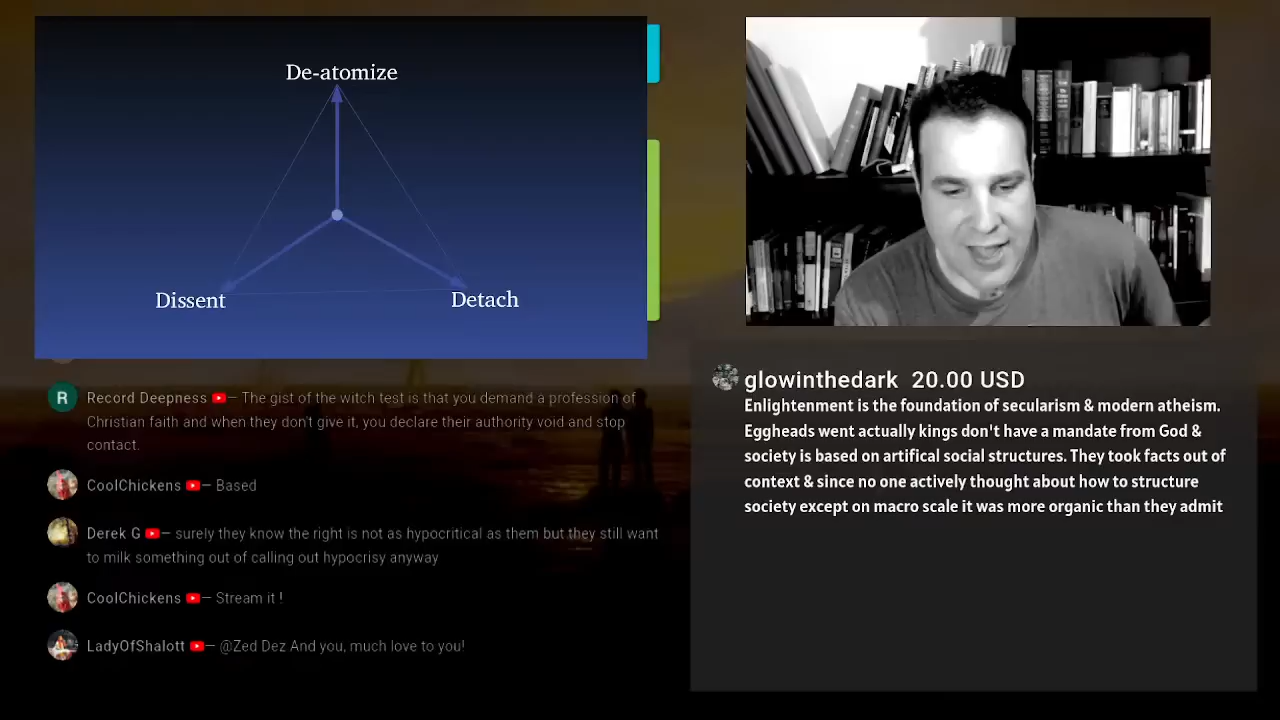 De-atomize
Dissent
Detach
R
Record Deepness — The gist of the witch test is that you demand a profession of
Christian faith and when they don't give it, you declare their authority void and stop
contact.
CoolChickens — Based
Derek G — surely they know the right is not as hypocritical as them but they still want
to milk something out of calling out hypocrisy anyway
CoolChickens — Stream it !
LadyOfShalott — @Zed Dez And you, much love to you!
glowinthedark 20.00 USD
Enlightenment is the foundation of secularism & modern atheism.
Eggheads went actually kings don't have a mandate from God &
society is based on artifical social structures. They took facts out of
context & since no one actively thought about how to structure
society except on macro scale it was more organic than they admit